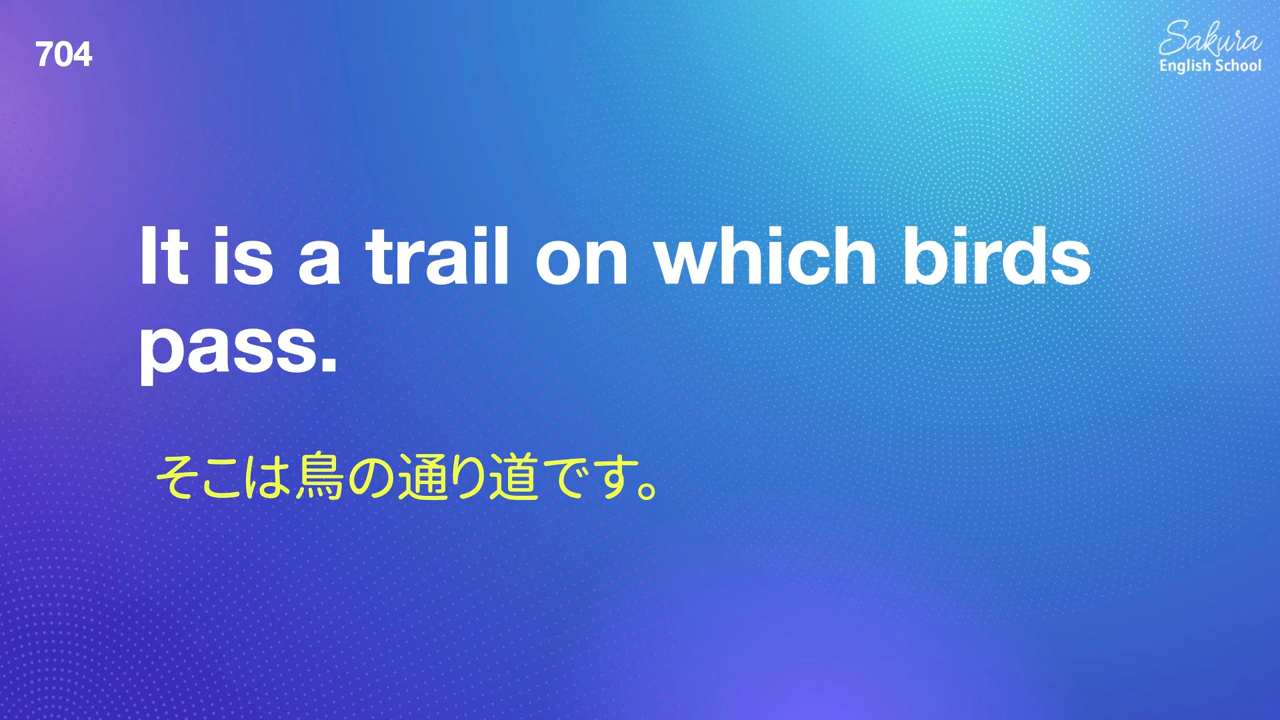 704
Sakura
English School
It is a trail on which birds
pass.
そこは鳥の通り道です。